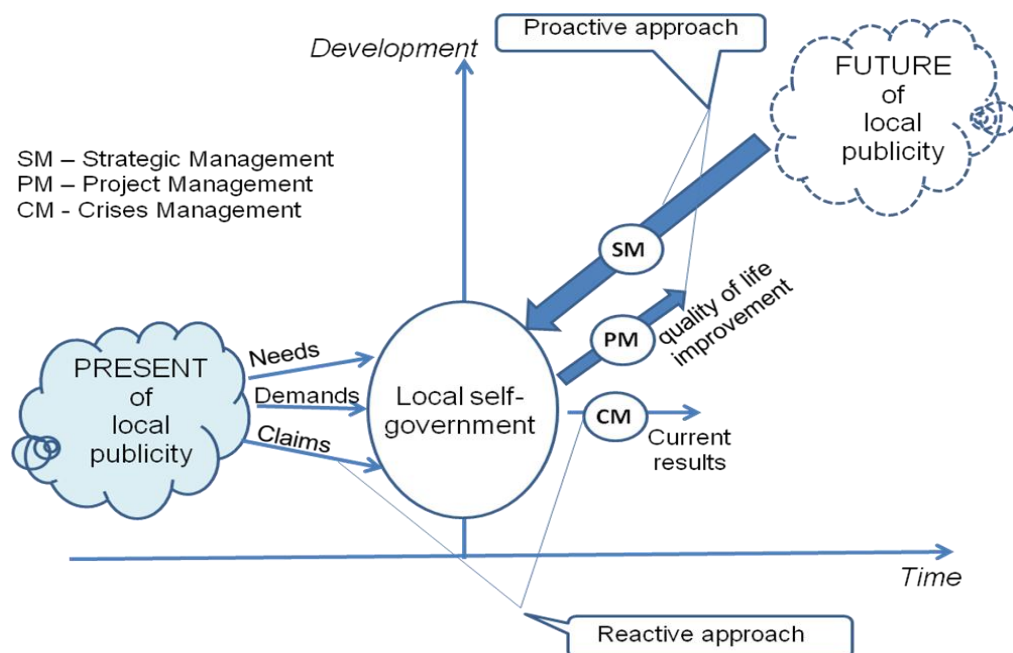 Proactive approach
Development
FUTURE
of
local
publicity
SM – Strategic Management
PM – Project Management
CM - Crises Management
SM
quality of life
improvement
PM
PRESENT
of
local
publicity
Needs
Demands
Claims
Local self-
government
CM
Current
results
Time
Reactive approach